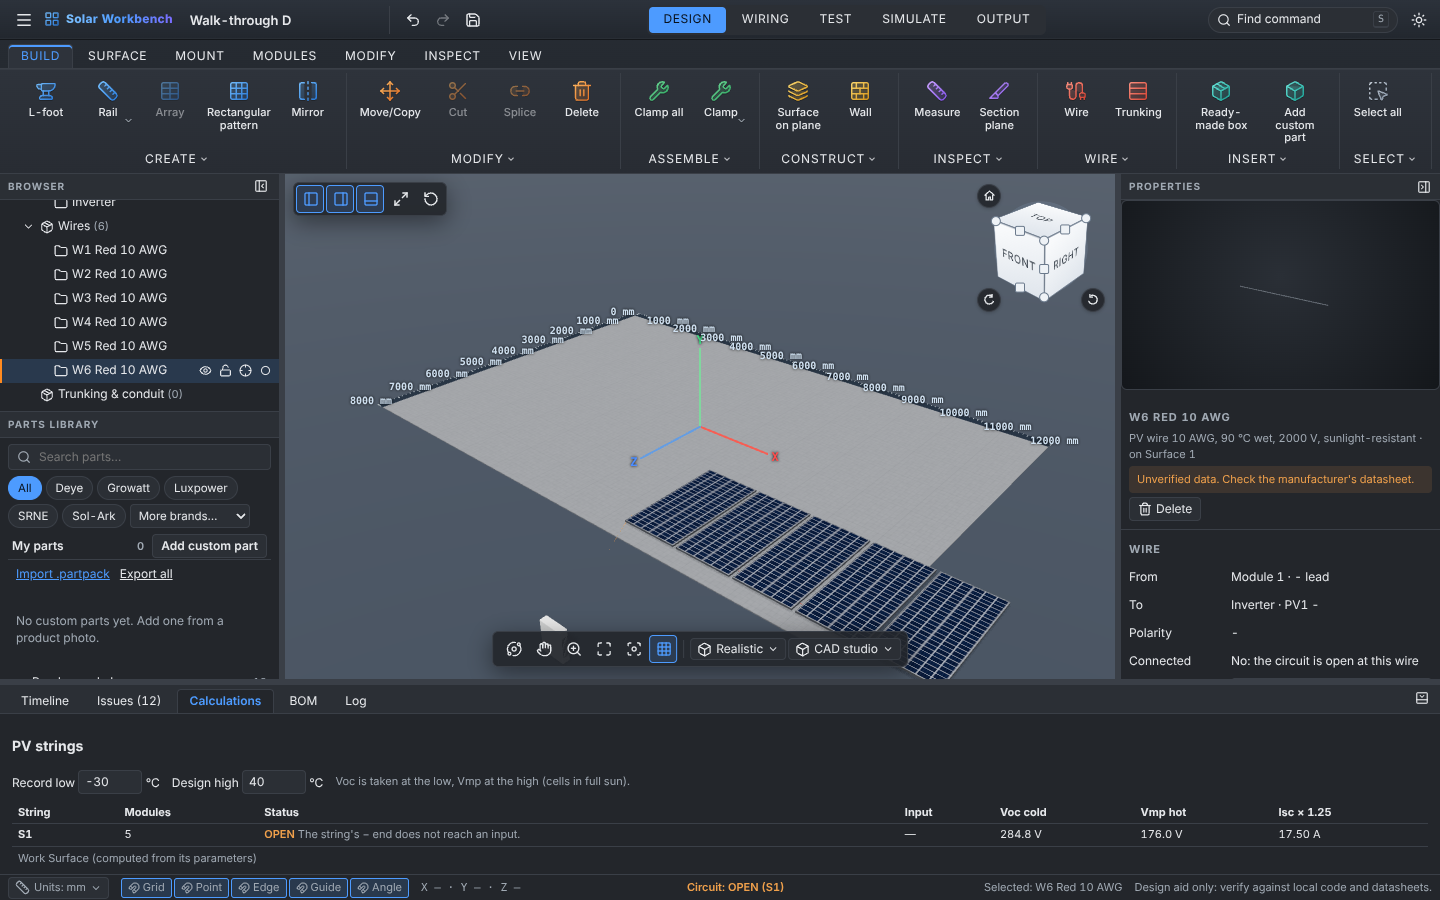 Solar Workbench
Walk-through D
DESIGN
WIRING
TEST
SIMULATE
OUTPUT
Find command
S
BUILD
SURFACE
MOUNT
MODULES
MODIFY
INSPECT
VIEW
L-foot
Rail
Array
Rectangular
pattern
Mirror
Move/Copy
Cut
Splice
Delete
Clamp all
Clamp
Surface
on plane
Wall
Measure
Section
plane
Wire
Trunking
Ready-
made box
Add
custom
part
Select all
CREATE
MODIFY
ASSEMBLE
CONSTRUCT
INSPECT
WIRE
INSERT
SELECT
BROWSER
Inverter
Wires (6)
W1 Red 10 AWG
W2 Red 10 AWG
W3 Red 10 AWG
W4 Red 10 AWG
W5 Red 10 AWG
W6 Red 10 AWG
Trunking & conduit (0)
PARTS LIBRARY
Search parts...
All
Deye
Growatt
Luxpower
SRNE
Sol-Ark
More brands...
My parts
0
Add custom part
Import .partpack
Export all
No custom parts yet. Add one from a
product photo.
0 mm
1000 mm
2000 mm
3000 mm
4000 mm
5000 mm
6000 mm
7000 mm
8000 mm
1000 mm
2000 mm
3000 mm
4000 mm
5000 mm
6000 mm
7000 mm
8000 mm
9000 mm
10000 mm
11000 mm
12000 mm
Y
Z
X
TOP
FRONT
RIGHT
Realistic
CAD studio
PROPERTIES
W6 RED 10 AWG
PV wire 10 AWG, 90 °C wet, 2000 V, sunlight-resistant ·
on Surface 1
Unverified data. Check the manufacturer's datasheet.
Delete
WIRE
From
Module 1 · - lead
To
Inverter · PV1 -
Polarity
-
Connected
No: the circuit is open at this wire
Timeline
Issues (12)
Calculations
BOM
Log
PV strings
Record low
-30
°C
Design high
40
°C
Voc is taken at the low, Vmp at the high (cells in full sun).
String
Modules
Status
Input
Voc cold
Vmp hot
Isc × 1.25
S1
5
OPEN The string's − end does not reach an input.
—
284.8 V
176.0 V
17.50 A
Work Surface (computed from its parameters)
Units: mm
Grid
Point
Edge
Guide
Angle
X — · Y — · Z —
Circuit: OPEN (S1)
Selected: W6 Red 10 AWG
Design aid only: verify against local code and datasheets.